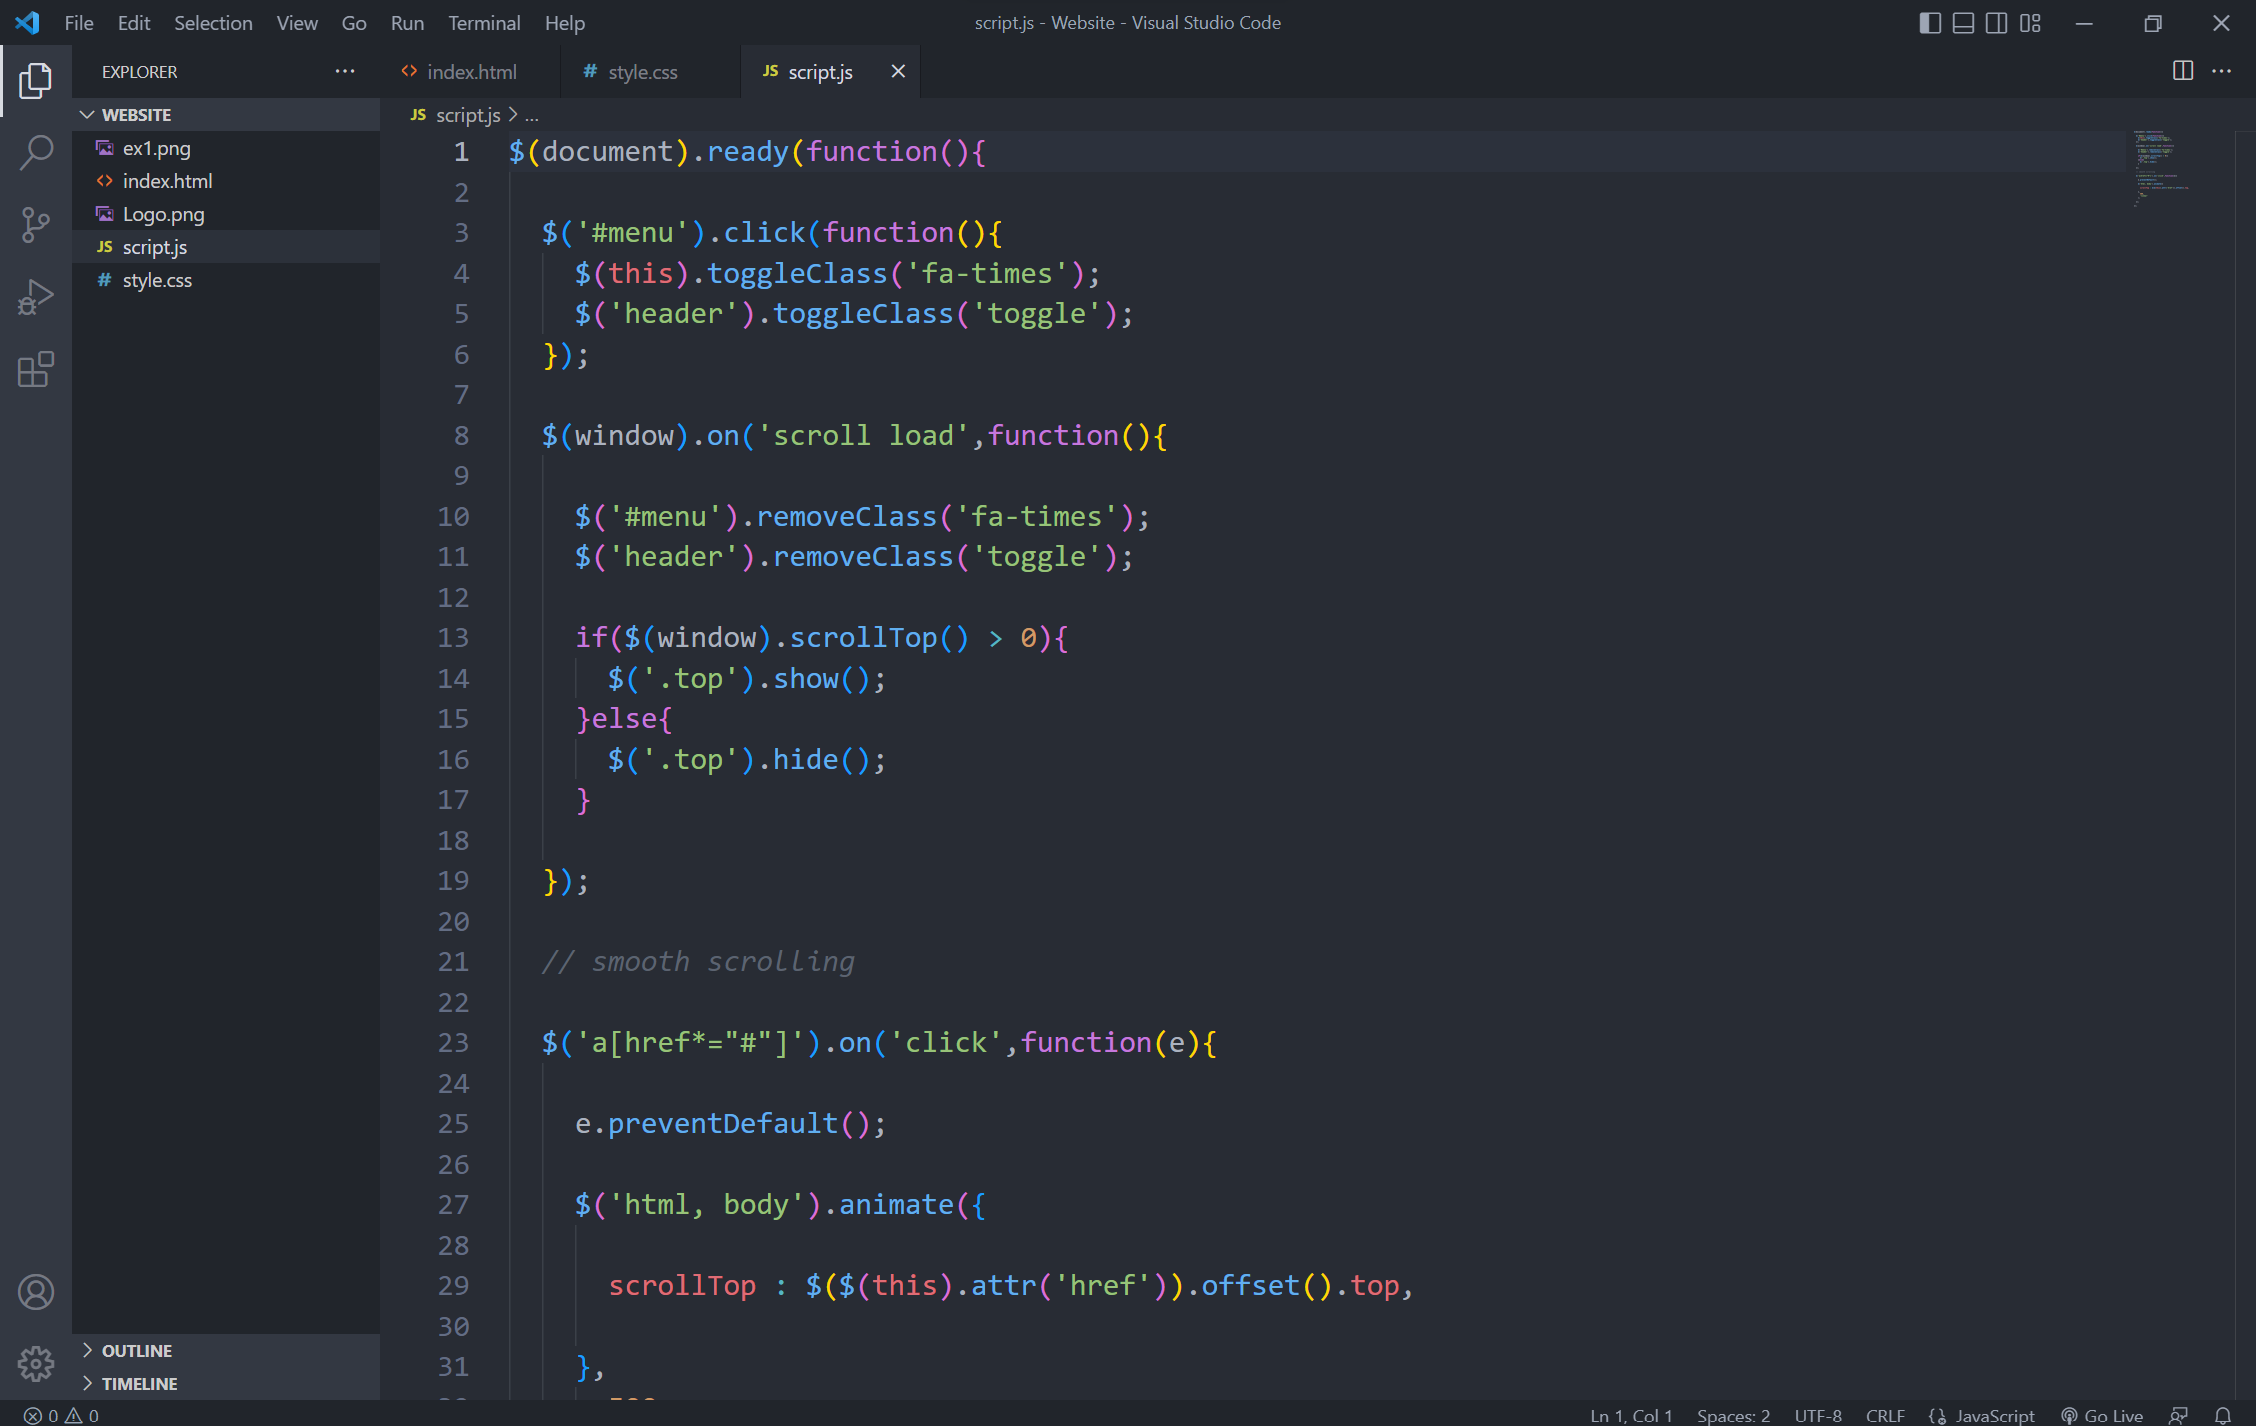 File Edit Selection View Go Run Terminal Help
script.js - Website - Visual Studio Code
EXPLORER
index.html
# style.css
JS script.js
WEBSITE
ex1.png
index.html
Logo.png
JS script.js
# style.css
OUTLINE
TIMELINE
JS script.js > ...
1 $(document).ready(function(){
2
3 $('#menu').click(function(){
4 $(this).toggleClass('fa-times');
5 $('header').toggleClass('toggle');
6 });
7
8 $(window).on('scroll load',function(){
9
10 $('#menu').removeClass('fa-times');
11 $('header').removeClass('toggle');
12
13 if($(window).scrollTop() > 0){
14 $('.top').show();
15 }else{
16 $('.top').hide();
17 }
18
19 });
20
21 // smooth scrolling
22
23 $('a[href*="#"]').on('click',function(e){
24
25 e.preventDefault();
26
27 $('html, body').animate({
28
29 scrollTop : $($(this).attr('href')).offset().top,
30
31 },
0 0
Ln 1, Col 1 Spaces: 2 UTF-8 CRLF {} JavaScript Go Live